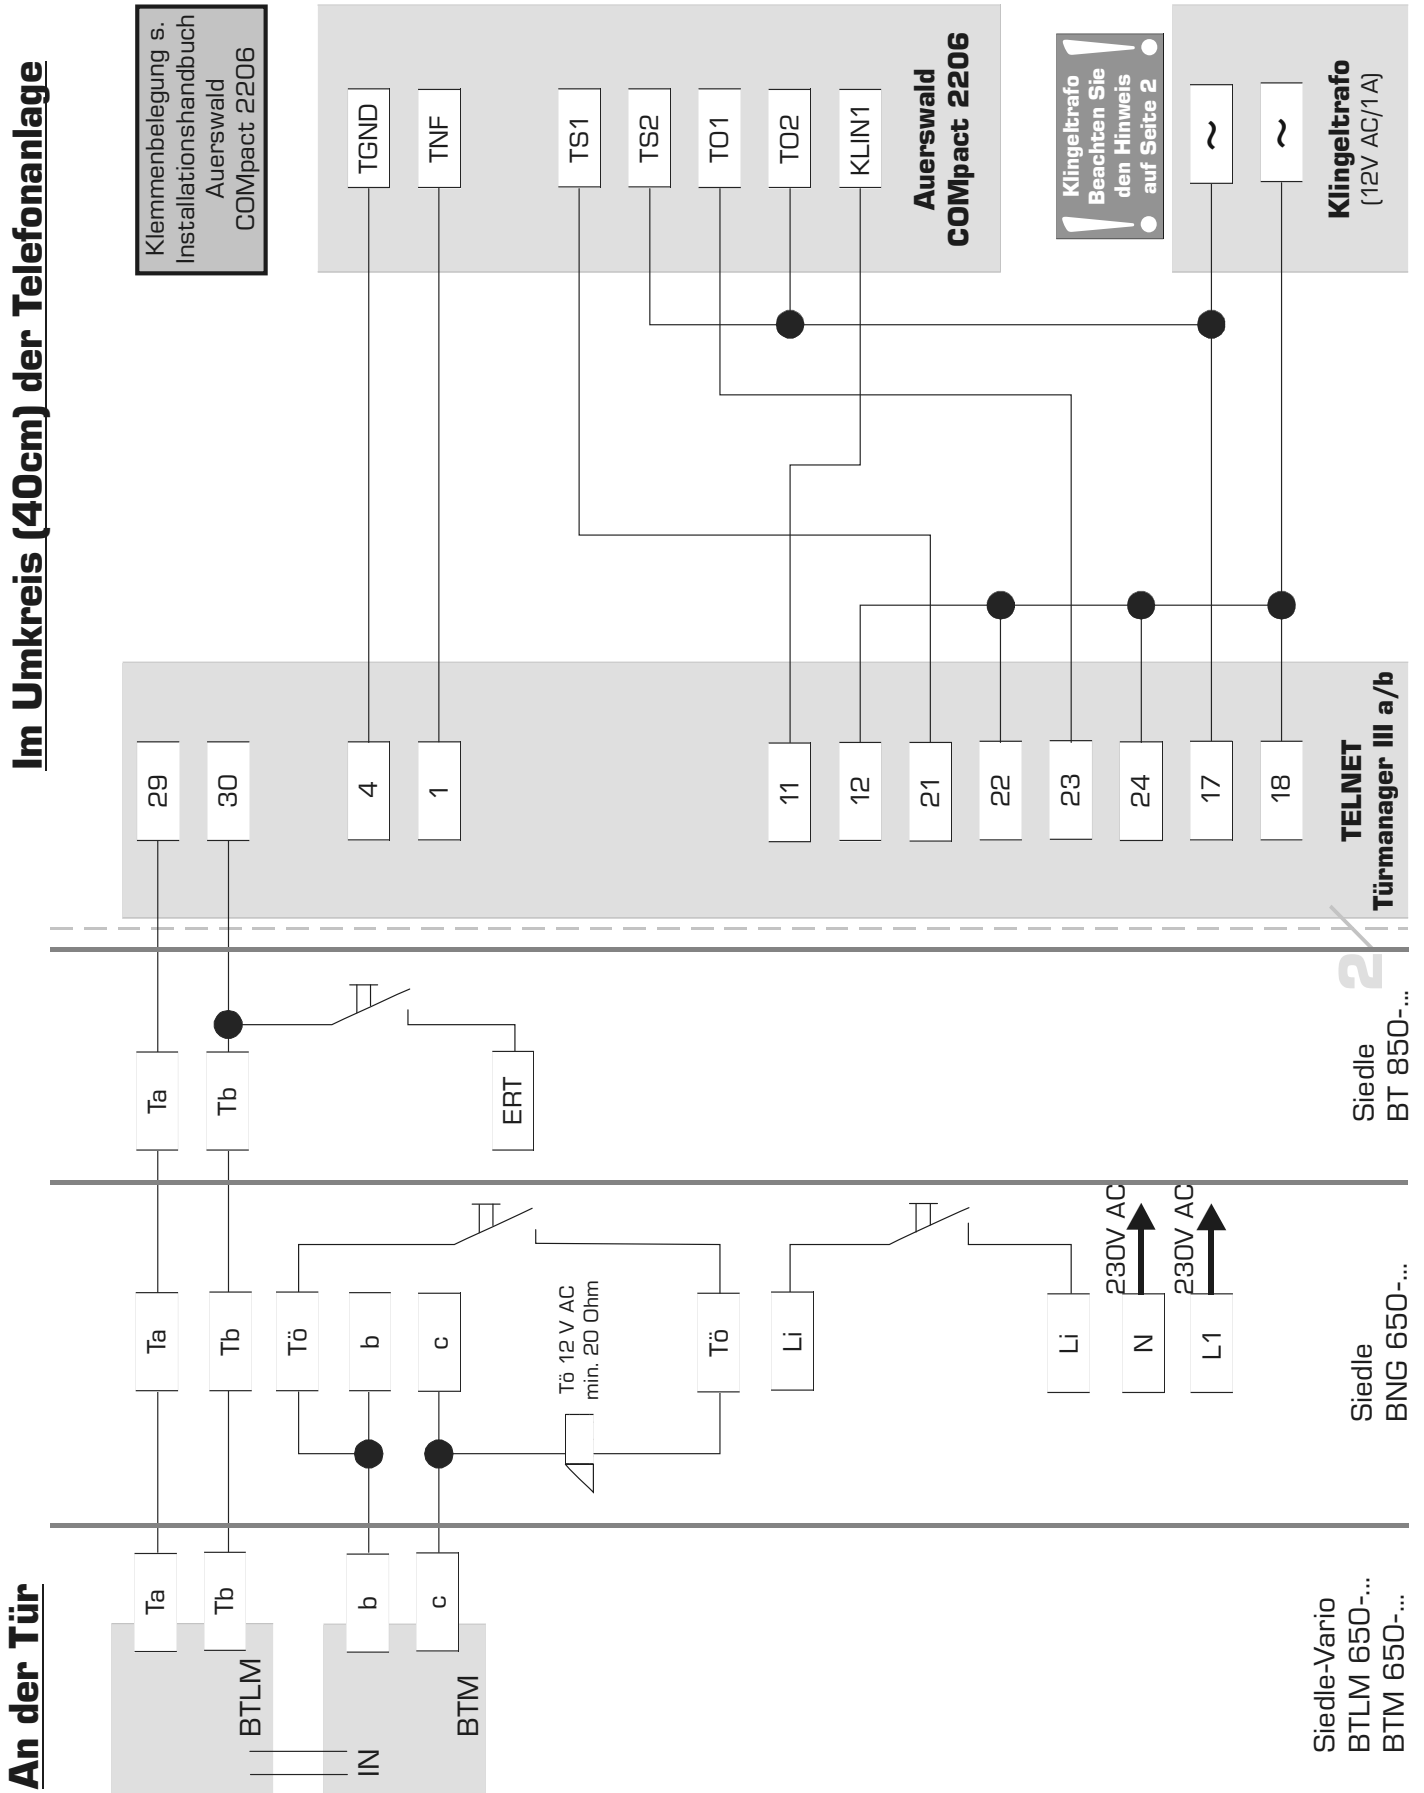 An der Tür
Im Umkreis (40cm) der Telefonanlage
Klemmenbelegung s.
Installationshandbuch
Auerswald
COMpact 2206
BTLM
Ta
Tb
IN
BTM
b
c
Siedle-Vario
BTLM 650-...
BTM 650-...
Ta
Tb
Tö
b
c
Tö 12 V AC
min. 20 Ohm
Tö
Li
Li
N
230V AC
L1
230V AC
Siedle
BNG 650-...
Ta
Tb
ERT
Siedle
BT 850-...
2
29
30
4
1
11
12
21
22
23
24
17
18
TELNET
Türmanager III a/b
TGND
TNF
TS1
TS2
TO1
TO2
KLIN1
Auerswald
COMpact 2206
Klingeltrafo
Beachten Sie
den Hinweis
auf Seite 2
! !
~
~
Klingeltrafo
(12V AC/1A)